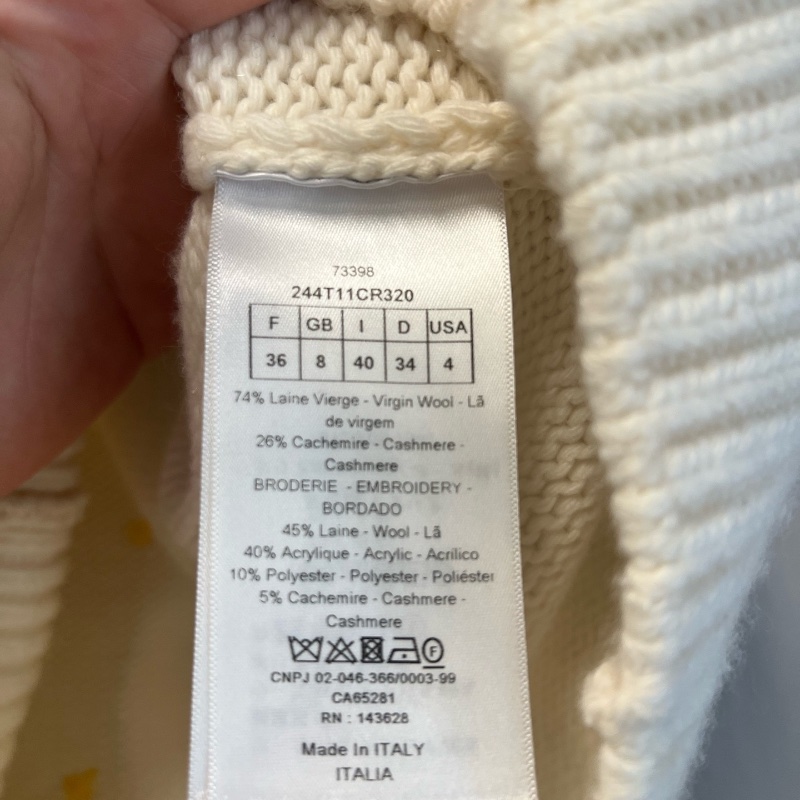 73398
244T11CR320
F GB I D USA
36 8 40 34 4
74% Laine Vierge - Virgin Wool - Lã
de virgem
26% Cachemire - Cashmere -
Cashmere
BRODERIE - EMBROIDERY -
BORDADO
45% Laine - Wool - Lã
40% Acrylique - Acrylic - Acrílico
10% Polyester - Polyester - Poliéster
5% Cachemire - Cashmere -
Cashmere
F
CNPJ 02-046-366/0003-99
CA65281
RN : 143628
Made In ITALY
ITALIA